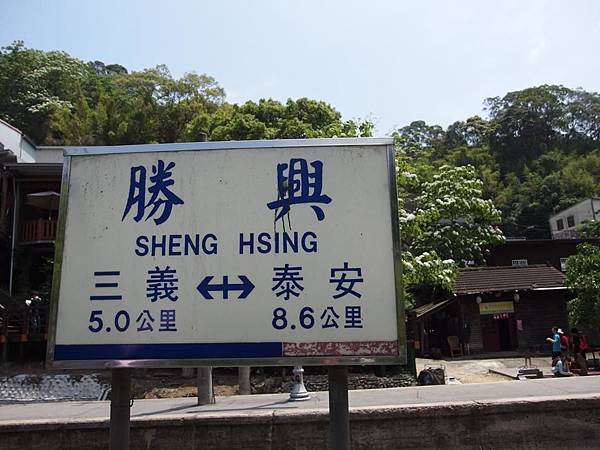 勝 興
SHENG HSING
三 義 ↔ 泰 安
5.0公里 8.6公里